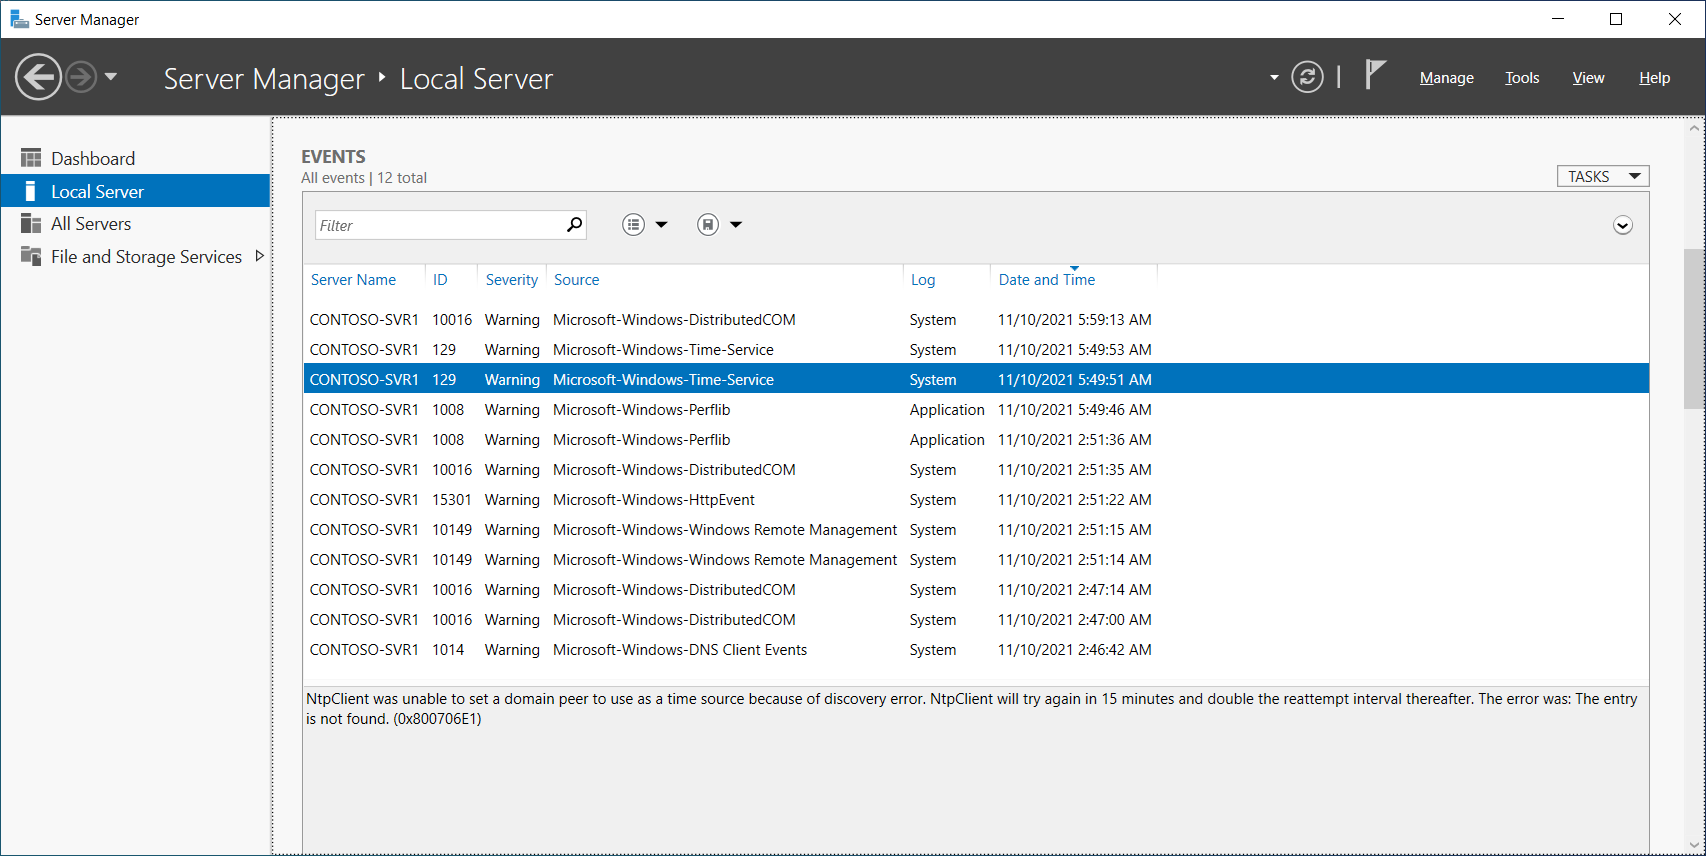 Server Manager
Server Manager ‣ Local Server
Manage Tools View Help
Dashboard
Local Server
All Servers
File and Storage Services
EVENTS
All events | 12 total
TASKS
Filter
Server Name ID Severity Source Log Date and Time
CONTOSO-SVR1 10016 Warning Microsoft-Windows-DistributedCOM System 11/10/2021 5:59:13 AM
CONTOSO-SVR1 129 Warning Microsoft-Windows-Time-Service System 11/10/2021 5:49:53 AM
CONTOSO-SVR1 129 Warning Microsoft-Windows-Time-Service System 11/10/2021 5:49:51 AM
CONTOSO-SVR1 1008 Warning Microsoft-Windows-Perflib Application 11/10/2021 5:49:46 AM
CONTOSO-SVR1 1008 Warning Microsoft-Windows-Perflib Application 11/10/2021 2:51:36 AM
CONTOSO-SVR1 10016 Warning Microsoft-Windows-DistributedCOM System 11/10/2021 2:51:35 AM
CONTOSO-SVR1 15301 Warning Microsoft-Windows-HttpEvent System 11/10/2021 2:51:22 AM
CONTOSO-SVR1 10149 Warning Microsoft-Windows-Windows Remote Management System 11/10/2021 2:51:15 AM
CONTOSO-SVR1 10149 Warning Microsoft-Windows-Windows Remote Management System 11/10/2021 2:51:14 AM
CONTOSO-SVR1 10016 Warning Microsoft-Windows-DistributedCOM System 11/10/2021 2:47:14 AM
CONTOSO-SVR1 10016 Warning Microsoft-Windows-DistributedCOM System 11/10/2021 2:47:00 AM
CONTOSO-SVR1 1014 Warning Microsoft-Windows-DNS Client Events System 11/10/2021 2:46:42 AM
NtpClient was unable to set a domain peer to use as a time source because of discovery error. NtpClient will try again in 15 minutes and double the reattempt interval thereafter. The error was: The entry
is not found. (0x800706E1)